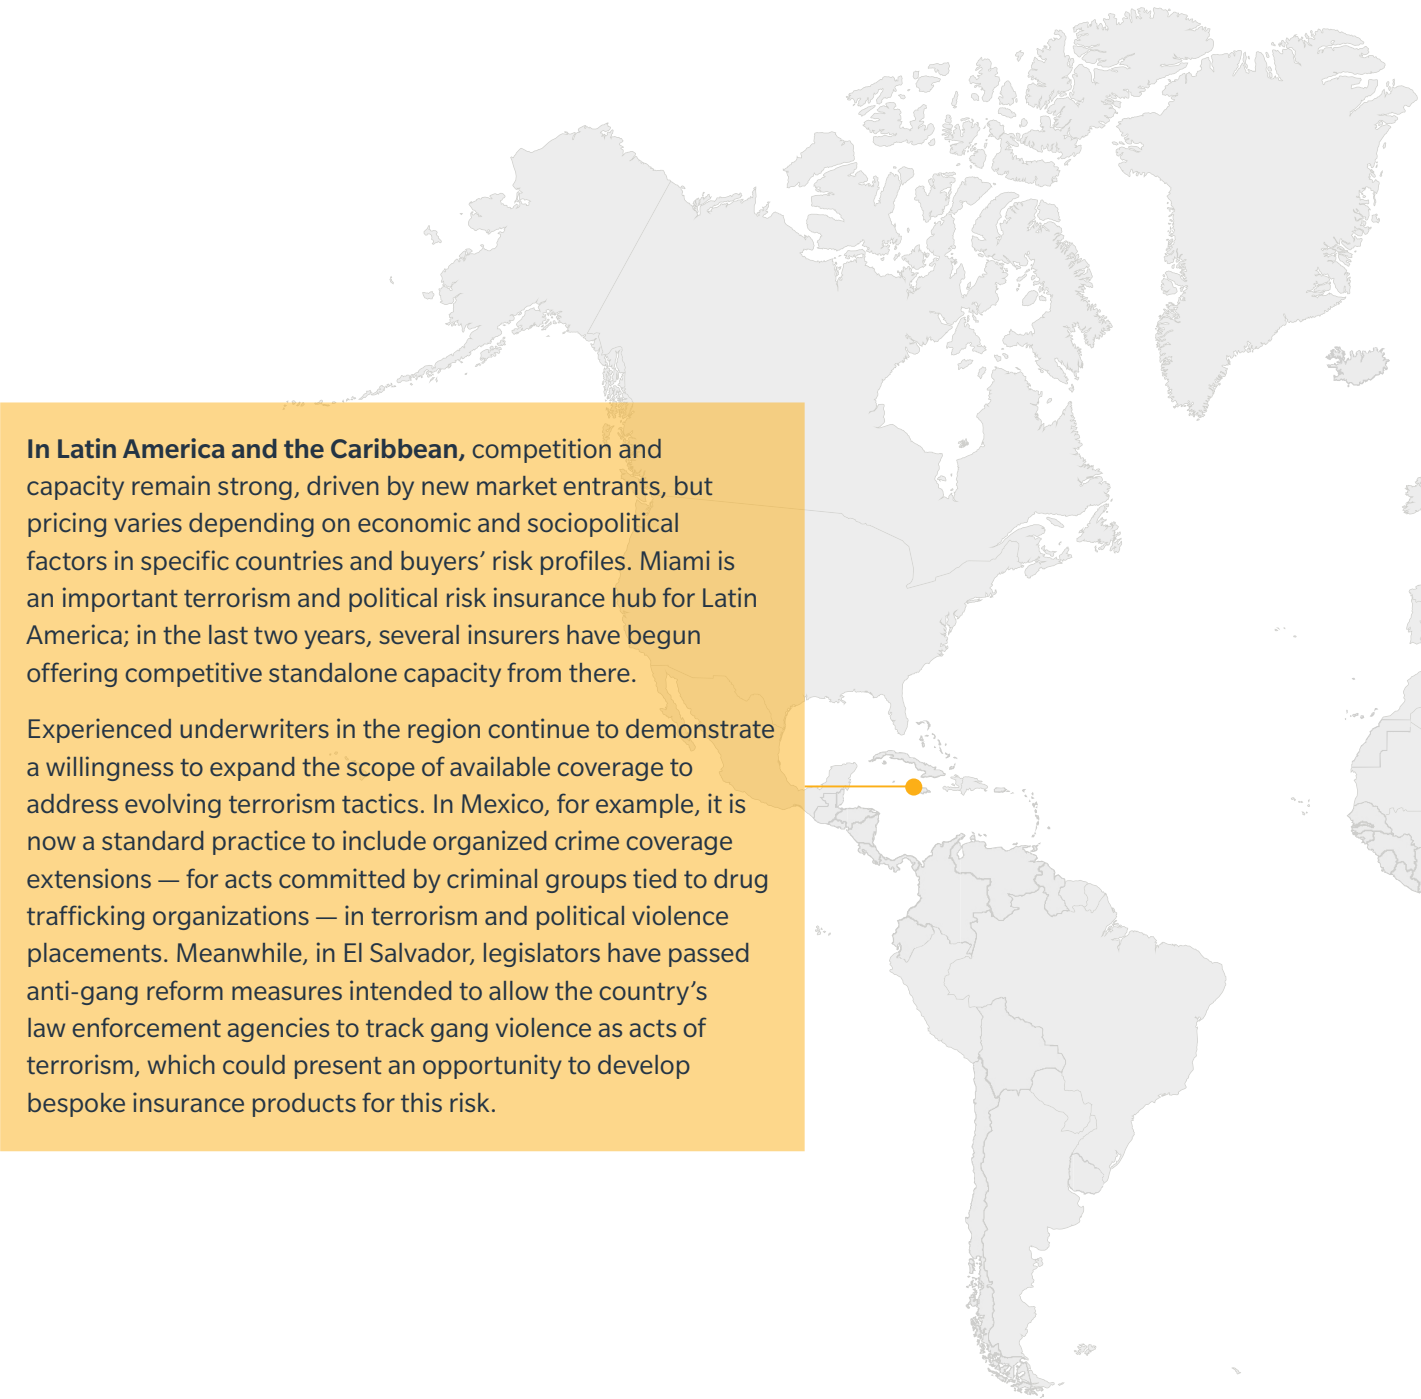 In Latin America and the Caribbean, competition and
capacity remain strong, driven by new market entrants, but
pricing varies depending on economic and sociopolitical
factors in specific countries and buyers’ risk profiles. Miami is
an important terrorism and political risk insurance hub for Latin
America; in the last two years, several insurers have begun
offering competitive standalone capacity from there.
Experienced underwriters in the region continue to demonstrate
a willingness to expand the scope of available coverage to
address evolving terrorism tactics. In Mexico, for example, it is
now a standard practice to include organized crime coverage
extensions — for acts committed by criminal groups tied to drug
trafficking organizations — in terrorism and political violence
placements. Meanwhile, in El Salvador, legislators have passed
anti-gang reform measures intended to allow the country’s
law enforcement agencies to track gang violence as acts of
terrorism, which could present an opportunity to develop
bespoke insurance products for this risk.